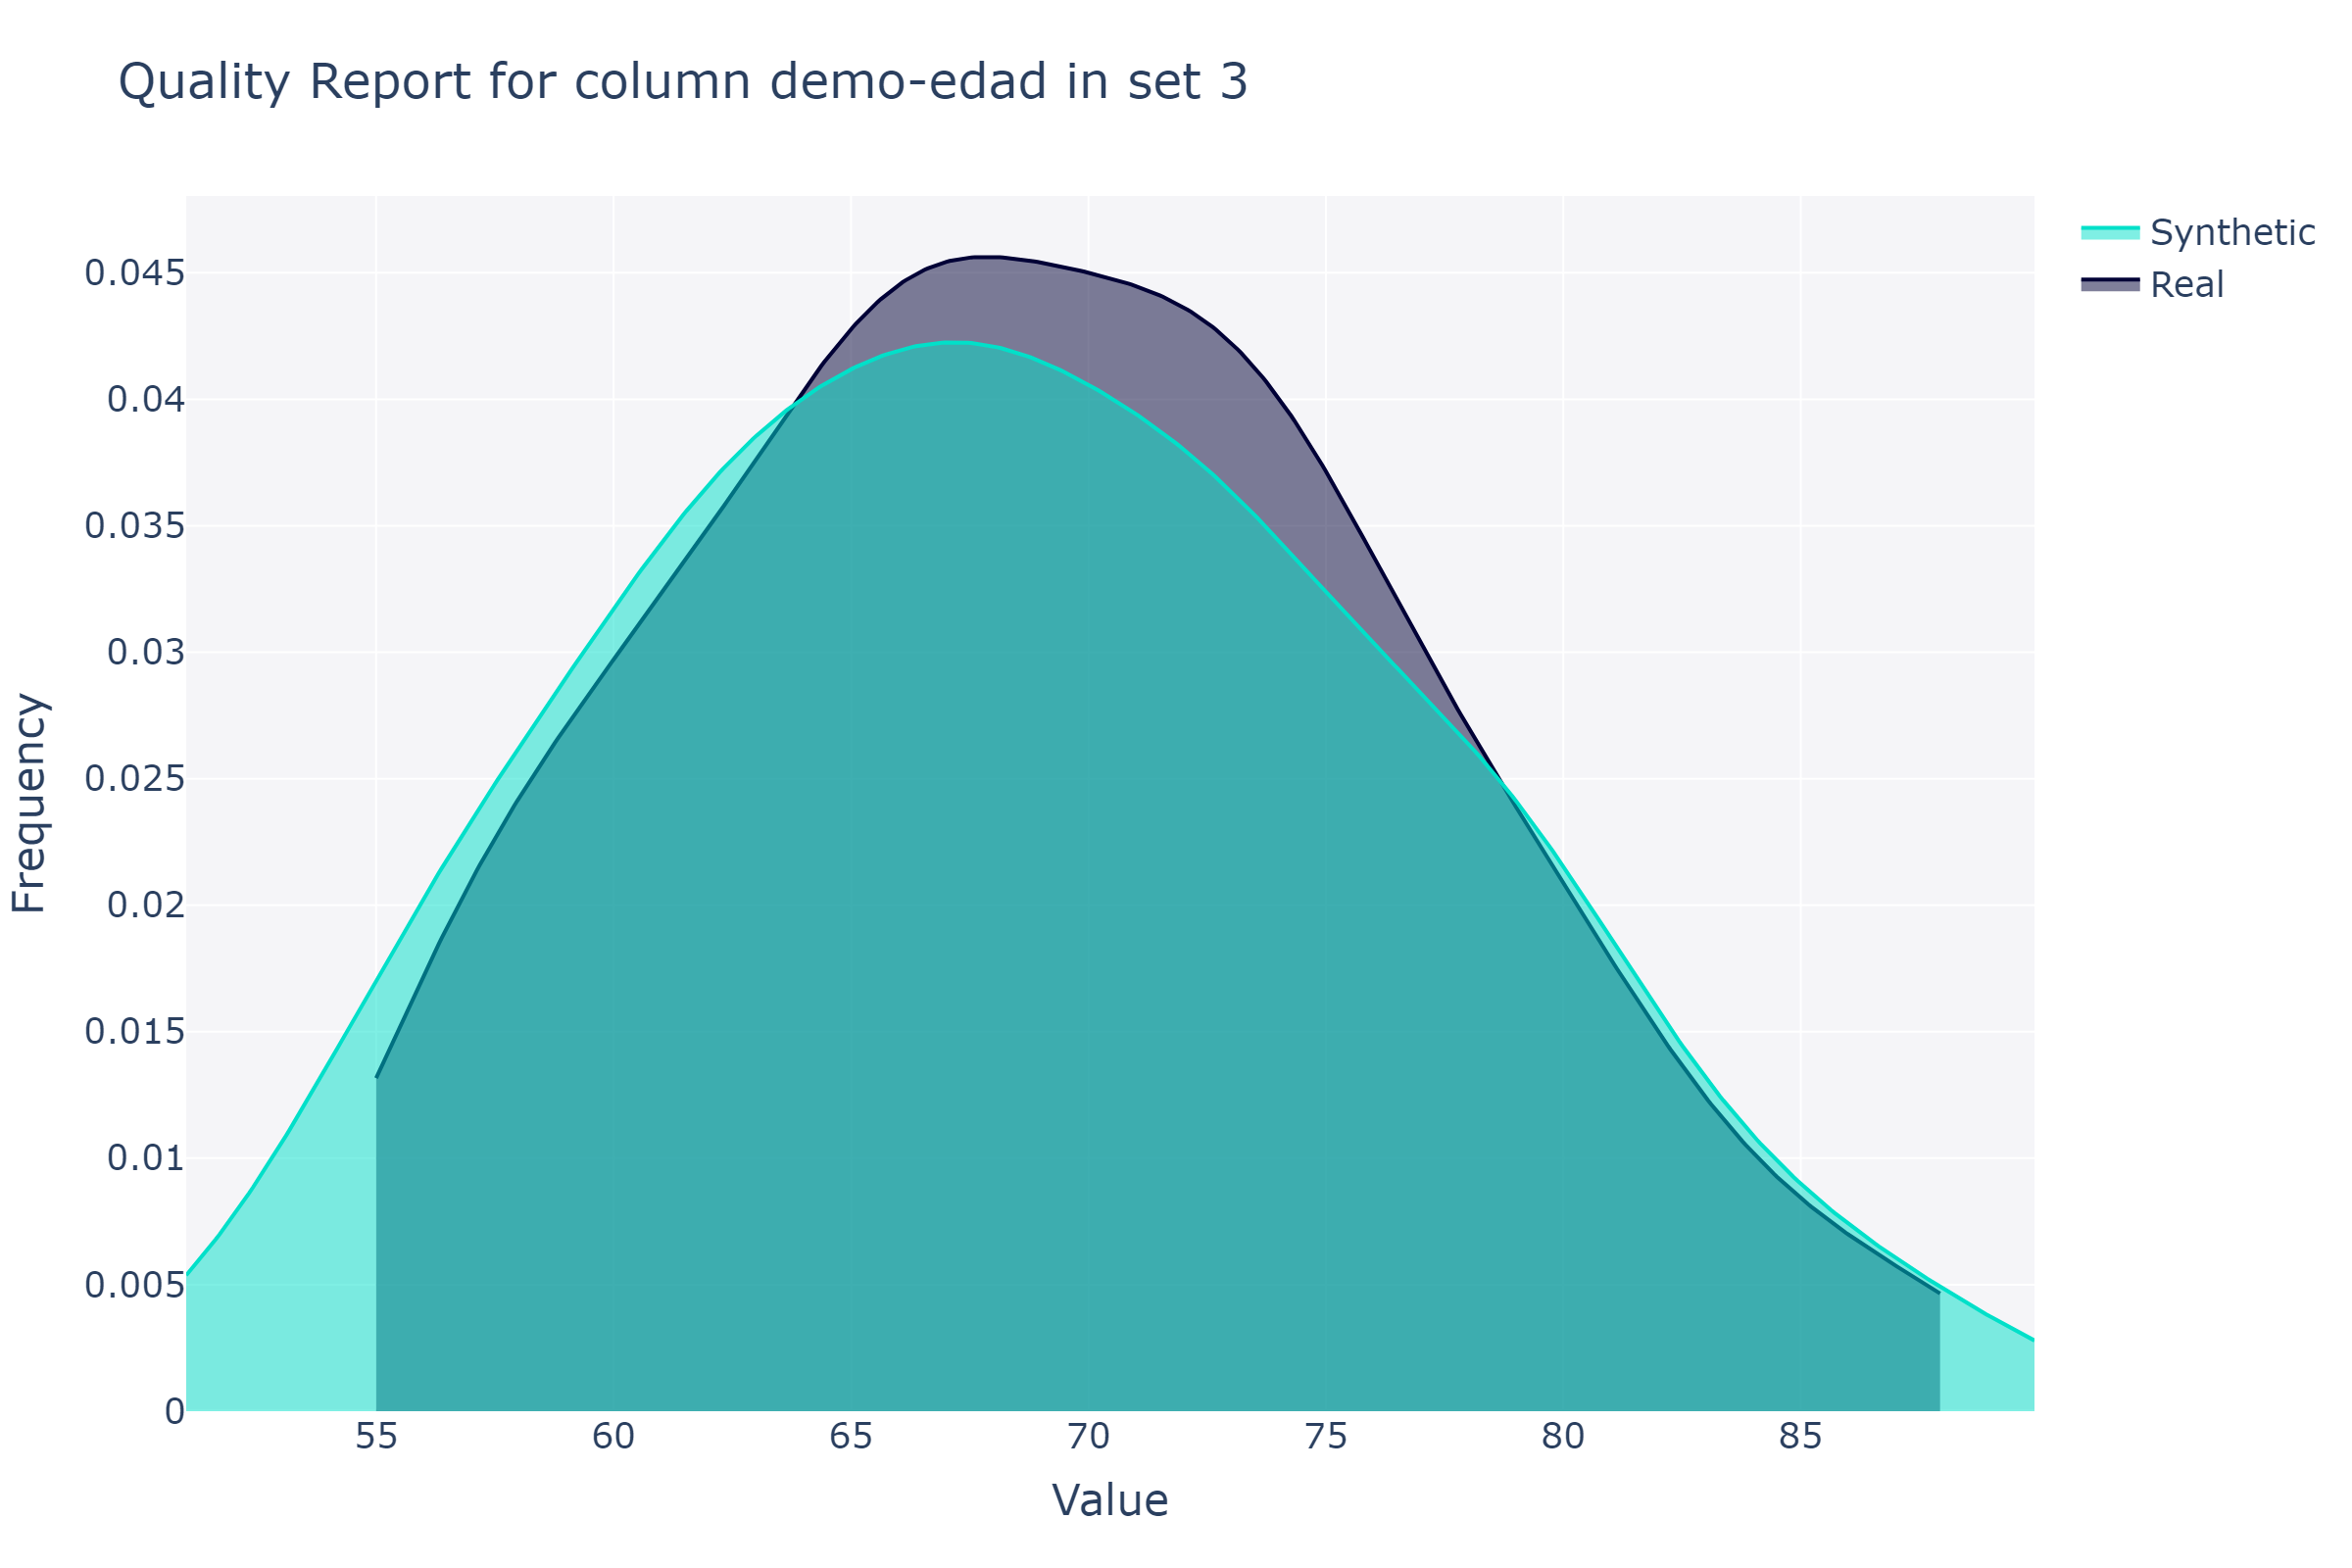 Quality Report for column demo-edad in set 3
Synthetic
Real
0.045
0.04
0.035
0.03
0.025
0.02
0.015
0.01
0.005
0
55 60 65 70 75 80 85
Value
Frequency